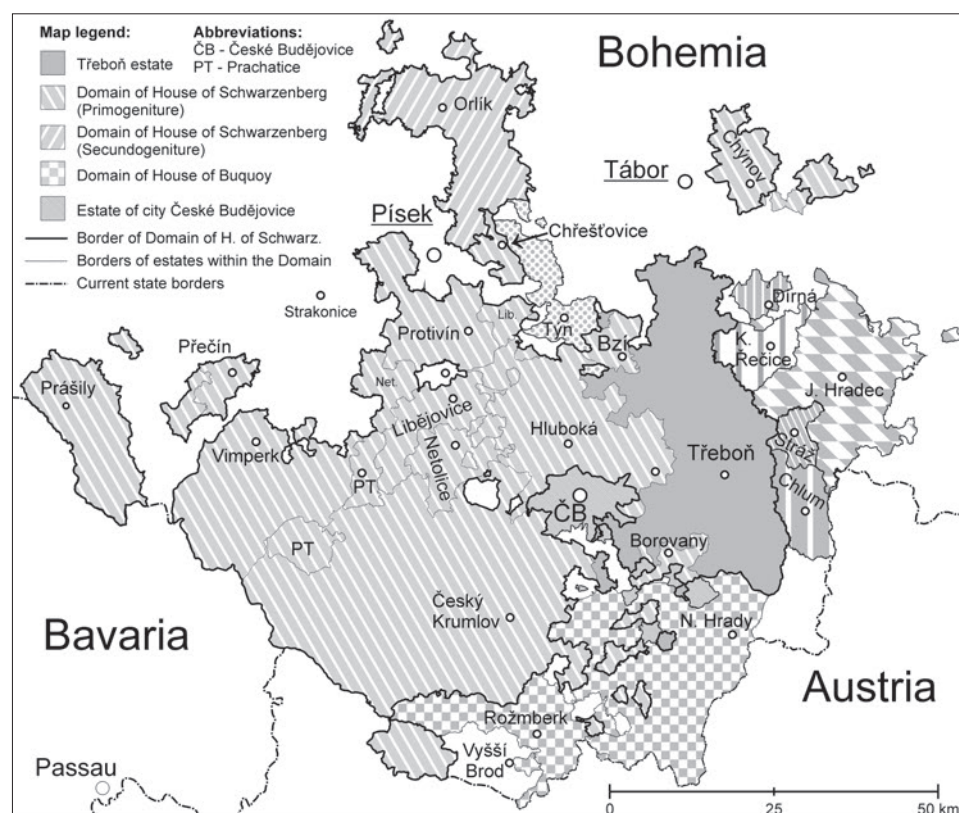 Map legend:
Třeboň estate
Domain of House of Schwarzenberg
(Primogeniture)
Domain of House of Schwarzenberg
(Secundogeniture)
Domain of House of Buquoy
Estate of city České Budějovice
Border of Domain of H. of Schwarz.
Borders of estates within the Domain
Current state borders
Abbreviations:
ČB - České Budějovice
PT - Prachatice
Bohemia
Orlík
Chýnov
Tábor
Písek
Chřešťovice
Strakonice
Lib.
Dírná
Týn
Protivín
Bzí
K.
Řečice
Přečín
Prášily
Net.
J. Hradec
Libějovice
Hluboká
Stráž
Vimperk
Netolice
Třeboň
PT
Chlum
ČB
PT
Borovany
Český
Krumlov
N. Hrady
Bavaria
Austria
Rožmberk
Vyšší
Brod
Passau
0 25 50 km